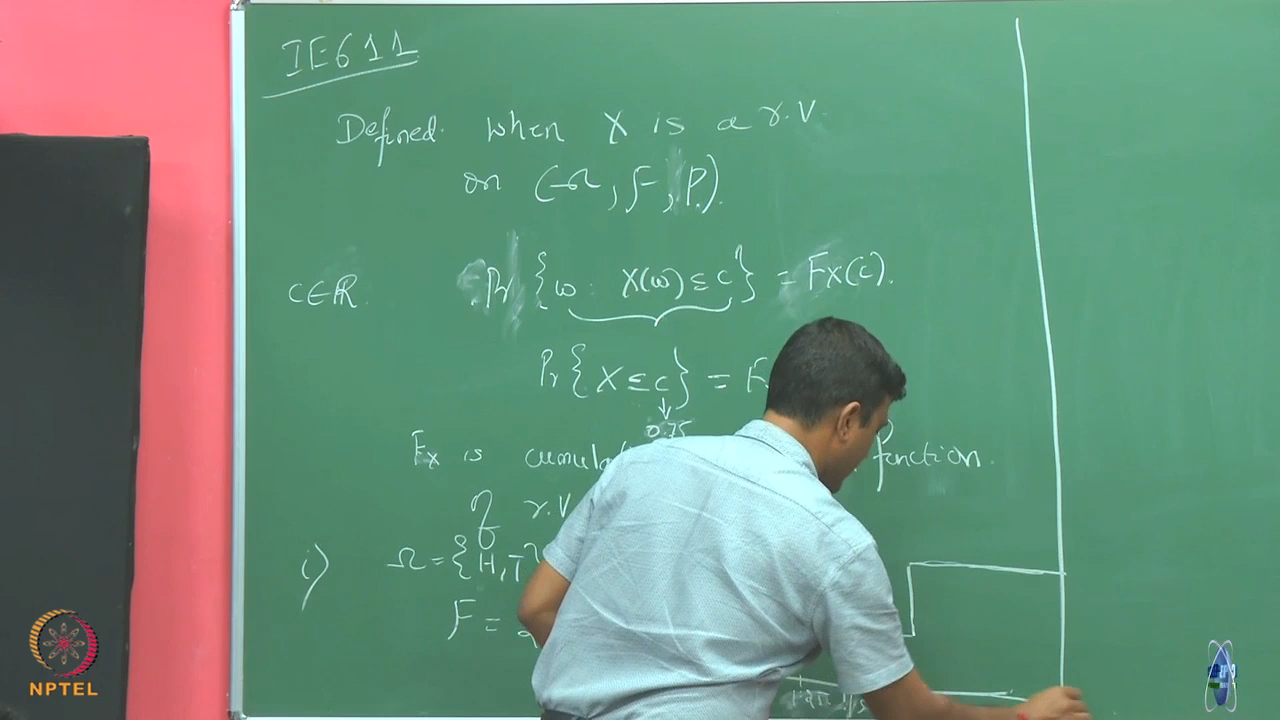 IE611
Defined when X is a r.v.
on (Ω, F, P).
C∈ℝ. Pr {ω: X(ω) ≤ c} = FX(c).
Pr {X ≤ c} = F
0.75
Fx is cumula function.
of r.v
i) Ω = {H,T}
F =
NPTEL